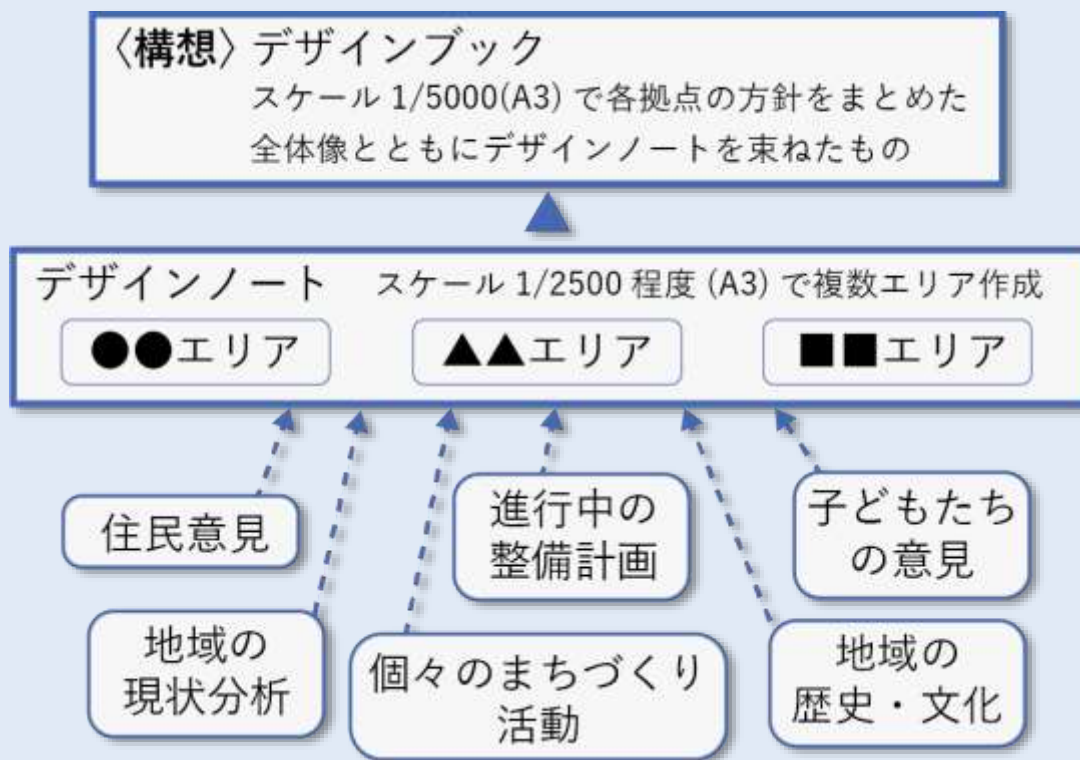 〈構想〉デザインブック
スケール 1/5000(A3) で各拠点の方針をまとめた
全体像とともにデザインノートを束ねたもの
デザインノート スケール 1/2500 程度 (A3) で複数エリア作成
●●エリア
▲▲エリア
■■エリア
住民意見
進行中の
整備計画
子どもたち
の意見
地域の
現状分析
個々のまちづくり
活動
地域の
歴史・文化